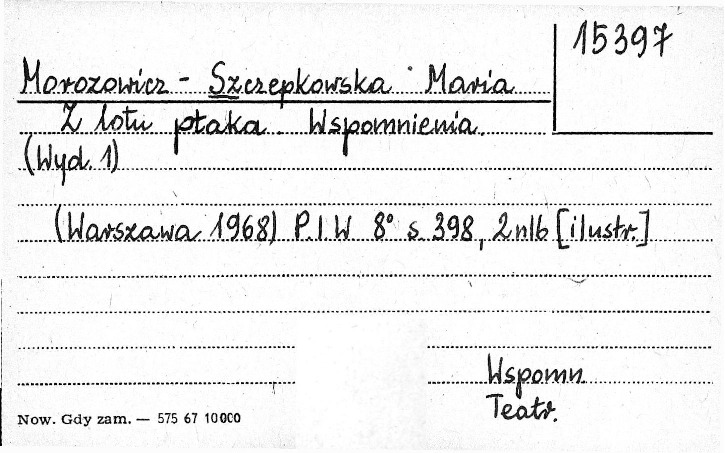 15397
Morozowicz - Szczepkowska Maria
Z lotu ptaka. Wspomnienia.
(Wyd. 1)
(Warszawa 1968) P.I.W 8° s 398, 2nlb [ilustr.]
Wspomn.
Teatr.
Now. Gdy zam. — 575 67 10000